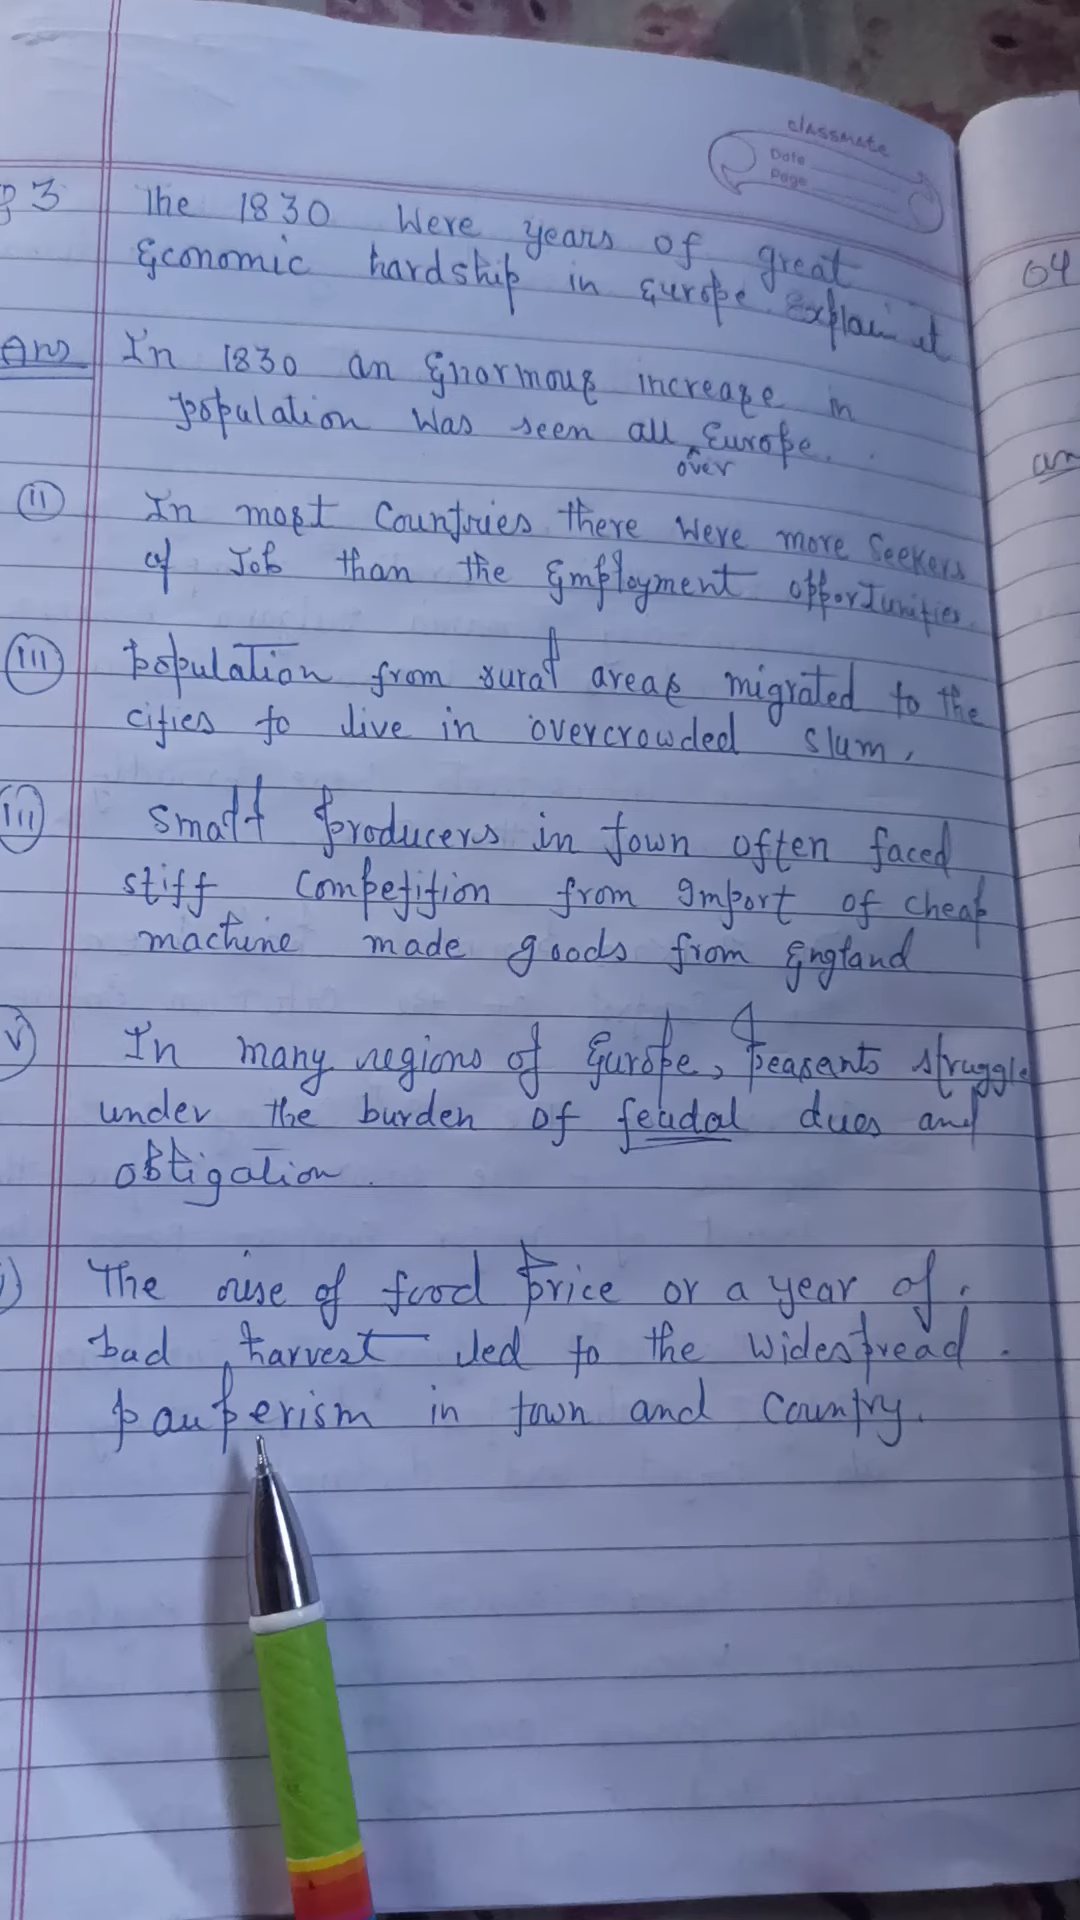 classmate
Date
Page
Q 3 The 1830 Were years of great
Economic hardship in Europe. Explain it
Ans In 1830 an Enormous increase in
population Was seen all over Europe.
(ii) In most Countries there Were more Seekers
of Job than the Employment opportunities.
(iii) population from rural areas migrated to the
cities to live in overcrowded slum,
(iii) Small producers in town often faced
stiff Competition from Import of cheap
machine made goods from England
v) In many regions of Europe, peasants struggle
under the burden of feudal dues and
obligation.
The rise of food price or a year of.
bad harvest led to the widespread.
pauperism in town and Country.
04
an